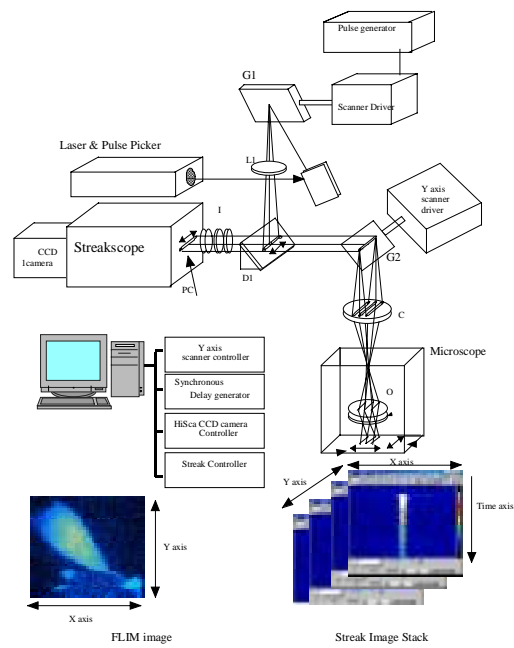 Pulse generator
G1
Scanner Driver
Laser & Pulse Picker
L1
Y axis
scanner
driver
I
Streakscope
CCD
1camera
G2
D1
PC
C
Microscope
O
Y axis
scanner controller
Synchronous
Delay generator
HiSca CCD camera
Controller
Streak Controller
X axis
Y axis
Time axis
Y axis
X axis
FLIM image
Streak Image Stack